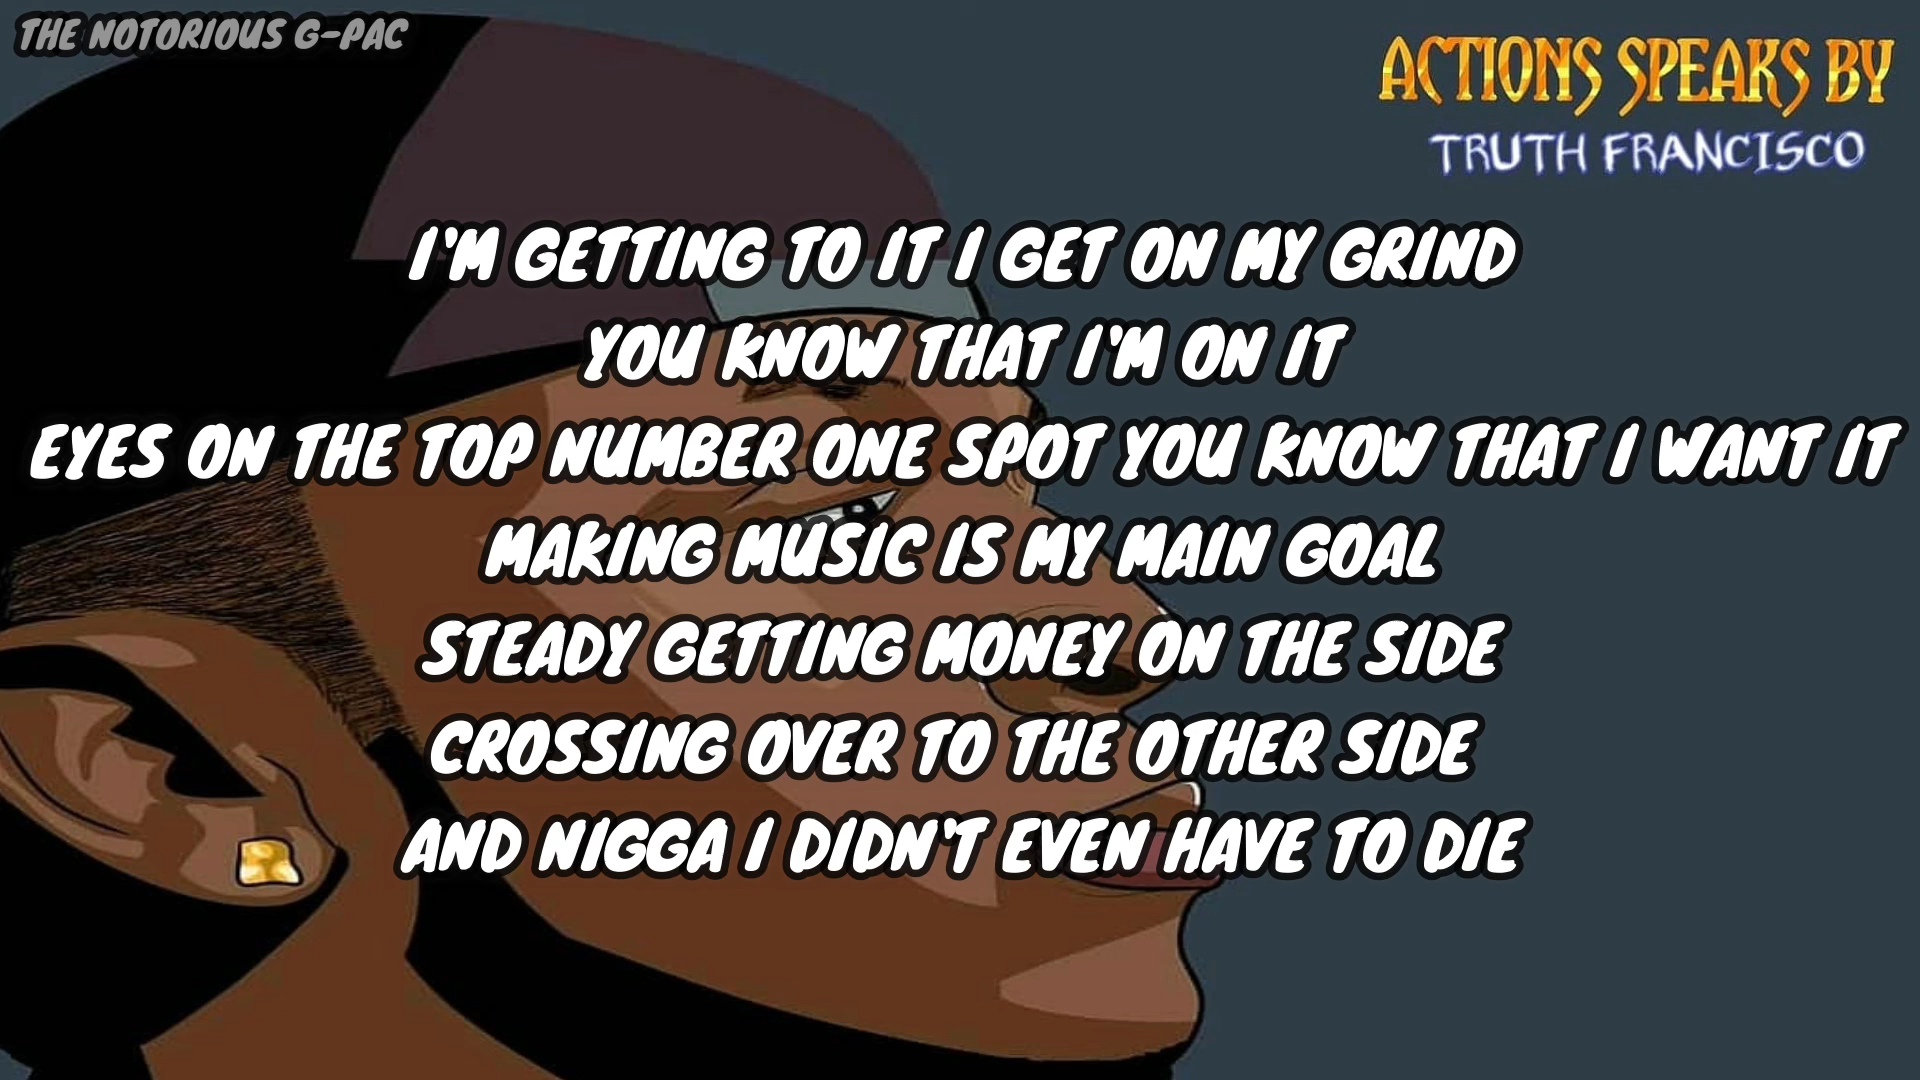 THE NOTORIOUS G-PAC
ACTIONS SPEAKS BY
TRUTH FRANCISCO
I'M GETTING TO IT I GET ON MY GRIND
YOU KNOW THAT I'M ON IT
EYES ON THE TOP NUMBER ONE SPOT YOU KNOW THAT I WANT IT
MAKING MUSIC IS MY MAIN GOAL
STEADY GETTING MONEY ON THE SIDE
CROSSING OVER TO THE OTHER SIDE
AND NIGGA I DIDN'T EVEN HAVE TO DIE